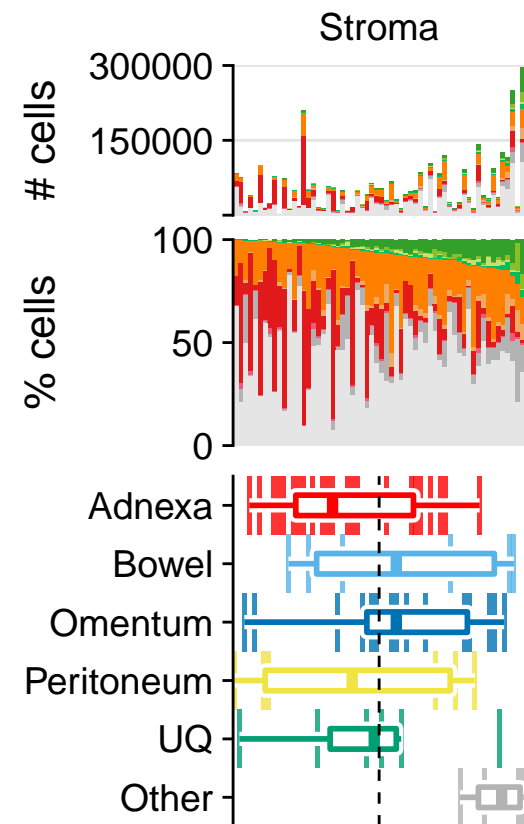 Stroma
# cells
300000
150000
% cells
100
50
0
Adnexa
Bowel
Omentum
Peritoneum
UQ
Other